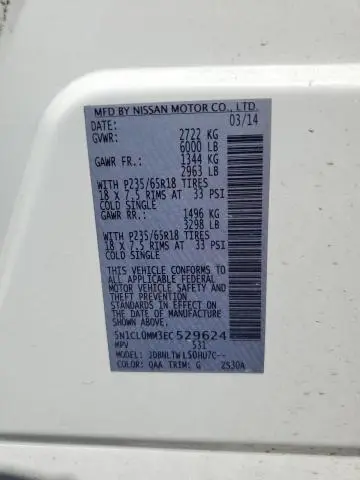 MFD BY NISSAN MOTOR CO., LTD.
DATE: 03/14
GVWR: 2722 KG
6000 LB
GAWR FR.: 1344 KG
2963 LB
WITH P235/65R18 TIRES
18 x 7.5 RIMS AT 33 PSI
COLD SINGLE
GAWR RR.: 1496 KG
3298 LB
WITH P235/65R18 TIRES
18 x 7.5 RIMS AT 33 PSI
COLD SINGLE
THIS VEHICLE CONFORMS TO
ALL APPLICABLE FEDERAL
MOTOR VEHICLE SAFETY
STANDARDS IN EFFECT ON
THE DATE OF MANUFACTURE
SHOWN ABOVE.
5N1CL0MM3EC529624
MPV 531
MODEL: JDBNLTWL50HU7C--
COLOR: QAA TRIM: G 2S30A